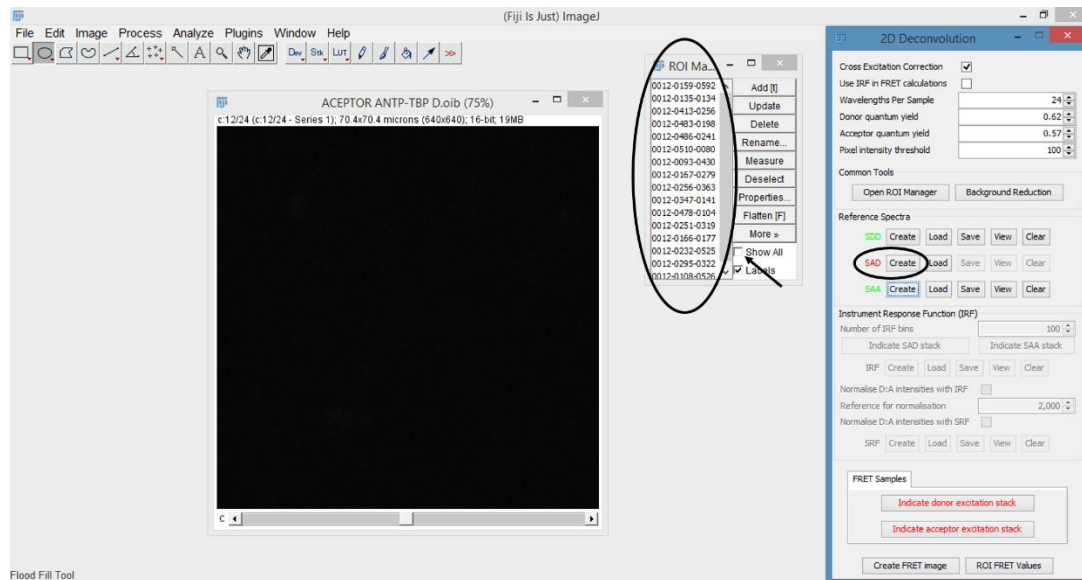 (Fiji Is Just) ImageJ
File Edit Image Process Analyze Plugins Window Help
A Dev Stk LUT >>
ACEPTOR ANTP-TBP D.oib (75%)
c:12/24 (c:12/24 - Series 1); 70.4x70.4 microns (640x640); 16-bit; 19MB
c
ROI Ma...
0012-0159-0592
0012-0135-0134
0012-0413-0256
0012-0483-0198
0012-0486-0241
0012-0510-0080
0012-0093-0430
0012-0167-0279
0012-0256-0363
0012-0347-0141
0012-0478-0104
0012-0251-0319
0012-0166-0177
0012-0232-0525
0012-0295-0322
0012-0108-0526
Add [t]
Update
Delete
Rename...
Measure
Deselect
Properties...
Flatten [F]
More »
Show All
Labels
2D Deconvolution
Cross Excitation Correction
Use IRF in FRET calculations
Wavelengths Per Sample 24
Donor quantum yield 0.62
Acceptor quantum yield 0.57
Pixel intensity threshold 100
Common Tools
Open ROI Manager Background Reduction
Reference Spectra
SDD Create Load Save View Clear
SAD Create Load Save View Clear
SAA Create Load Save View Clear
Instrument Response Function (IRF)
Number of IRF bins 100
Indicate SAD stack Indicate SAA stack
IRF Create Load Save View Clear
Normalise D:A intensities with IRF
Reference for normalisation 2,000
Normalise D:A intensities with SRF
SRF Create Load Save View Clear
FRET Samples
Indicate donor excitation stack
Indicate acceptor excitation stack
Create FRET image ROI FRET Values
Flood Fill Tool